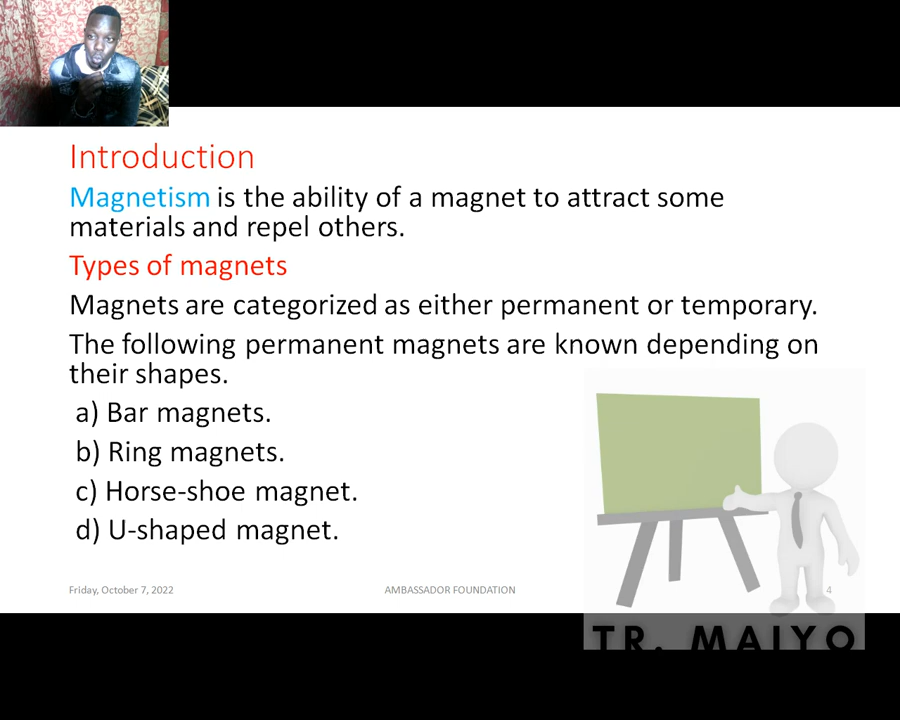 Introduction
Magnetism is the ability of a magnet to attract some
materials and repel others.
Types of magnets
Magnets are categorized as either permanent or temporary.
The following permanent magnets are known depending on
their shapes.
a) Bar magnets.
b) Ring magnets.
c) Horse-shoe magnet.
d) U-shaped magnet.
Friday, October 7, 2022
AMBASSADOR FOUNDATION
4
TR. MAIYO